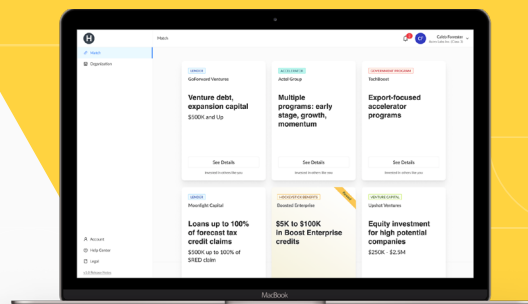 H
Match
2
CF
Celia Forester
Match
Organization
LENDER
GoForward Ventures
Venture debt,
expansion capital
$500K and Up
See Details
ACCELERATOR
Actal Group
Multiple
programs: early
stage, growth,
momentum
See Details
GOVERNMENT PROGRAM
TechBoost
Export-focused
accelerator
programs
See Details
LENDER
Moonlight Capital
Loans up to 100%
of forecast tax
credit claims
$500K up to 100% of
SRED claim
Boosted Enterprise
$5K to $100K
in Boost Enterprise
credits
VENTURE CAPITAL
Upshot Ventures
Equity investment
for high potential
companies
$250K - $2.5M
Account
Help Center
Logout
MacBook